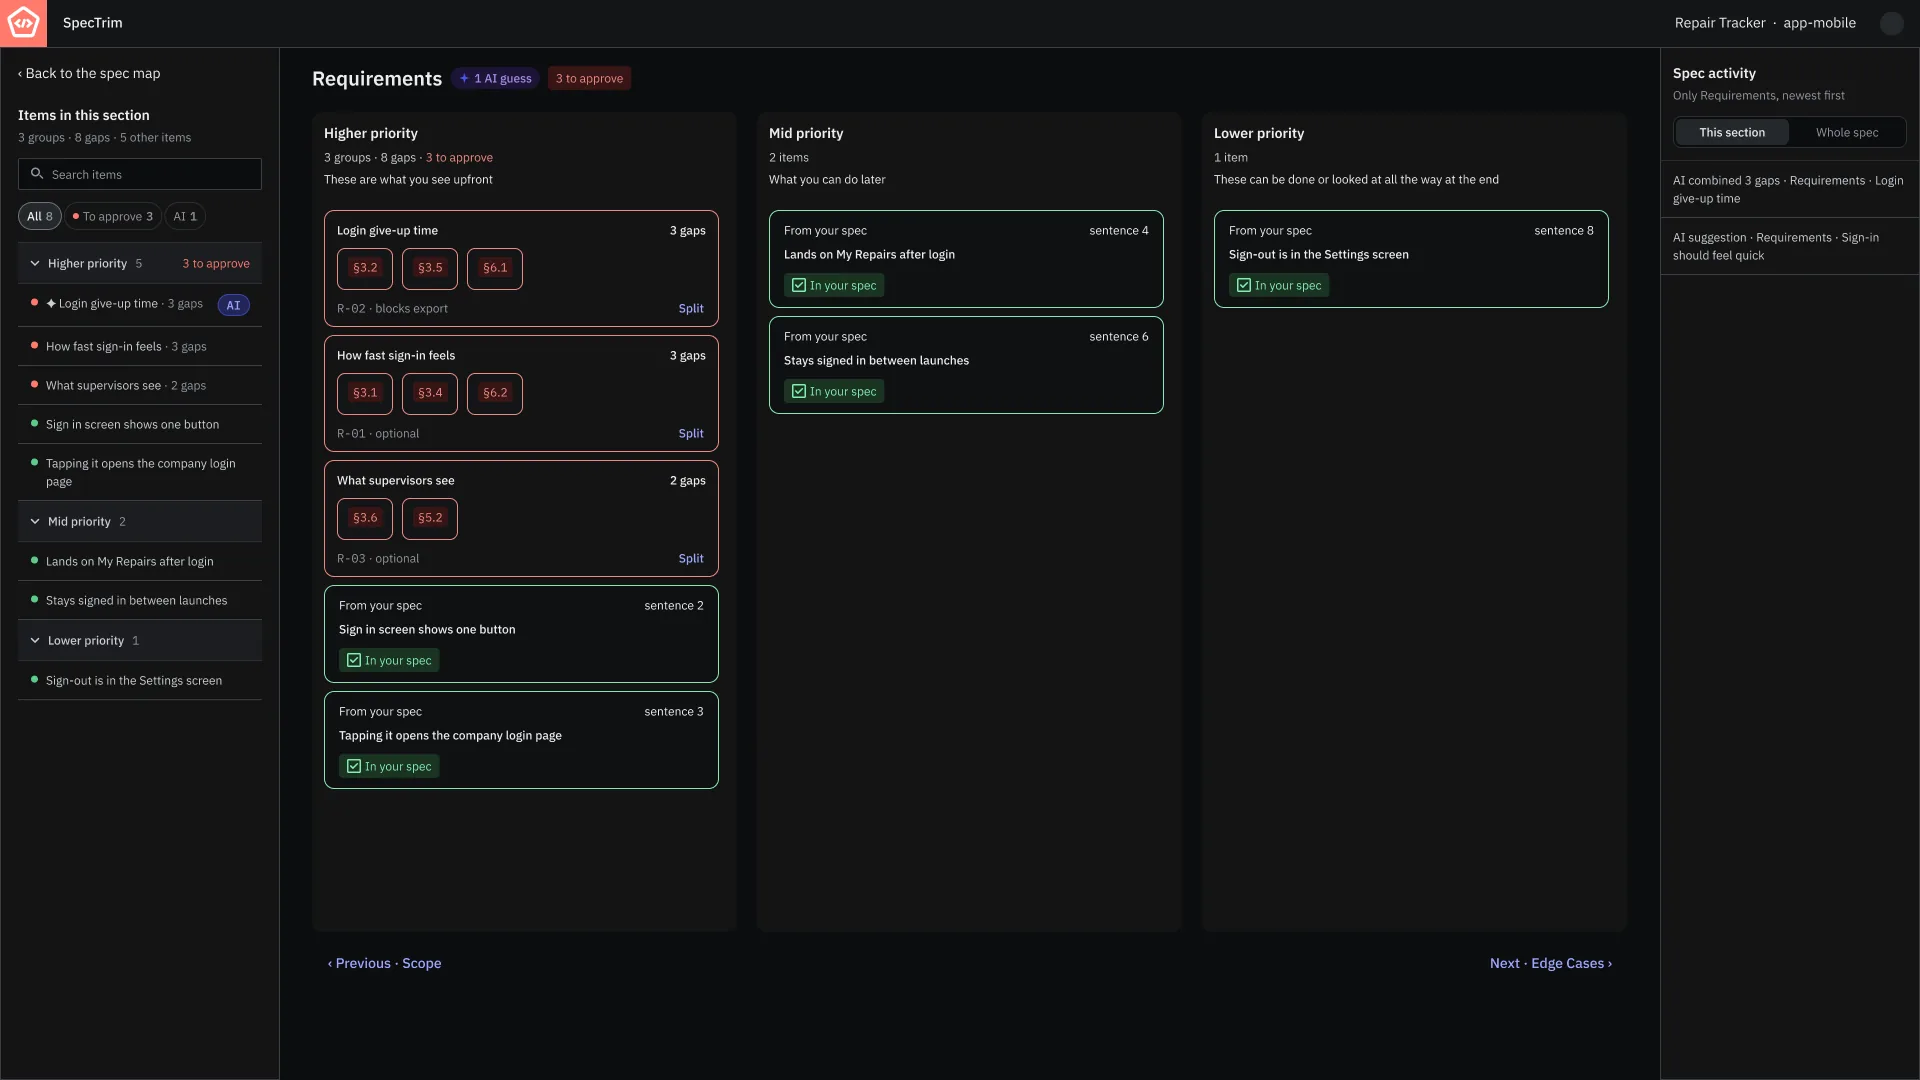 SpecTrim
Repair Tracker · app-mobile
‹ Back to the spec map
Items in this section
3 groups · 8 gaps · 5 other items
Search items
All 8
To approve 3
AI 1
Higher priority 5
3 to approve
Login give-up time · 3 gaps
AI
How fast sign-in feels · 3 gaps
What supervisors see · 2 gaps
Sign in screen shows one button
Tapping it opens the company login
page
Mid priority 2
Lands on My Repairs after login
Stays signed in between launches
Lower priority 1
Sign-out is in the Settings screen
Requirements
1 AI guess
3 to approve
Higher priority
3 groups · 8 gaps · 3 to approve
These are what you see upfront
Login give-up time
3 gaps
§3.2
§3.5
§6.1
R-02 · blocks export
Split
How fast sign-in feels
3 gaps
§3.1
§3.4
§6.2
R-01 · optional
Split
What supervisors see
2 gaps
§3.6
§5.2
R-03 · optional
Split
From your spec
sentence 2
Sign in screen shows one button
In your spec
From your spec
sentence 3
Tapping it opens the company login page
In your spec
Mid priority
2 items
What you can do later
From your spec
sentence 4
Lands on My Repairs after login
In your spec
From your spec
sentence 6
Stays signed in between launches
In your spec
Lower priority
1 item
These can be done or looked at all the way at the end
From your spec
sentence 8
Sign-out is in the Settings screen
In your spec
‹ Previous · Scope
Next · Edge Cases ›
Spec activity
Only Requirements, newest first
This section
Whole spec
AI combined 3 gaps · Requirements · Login
give-up time
AI suggestion · Requirements · Sign-in
should feel quick